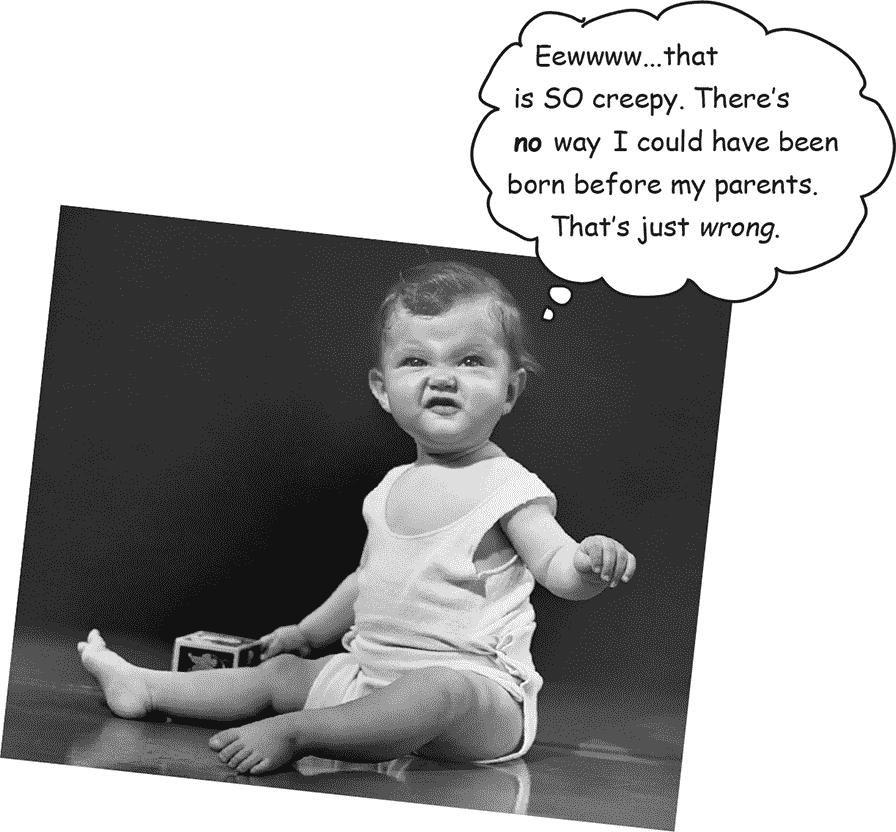 Eewwww...that
is SO creepy. There's
no way I could have been
born before my parents.
That's just wrong.